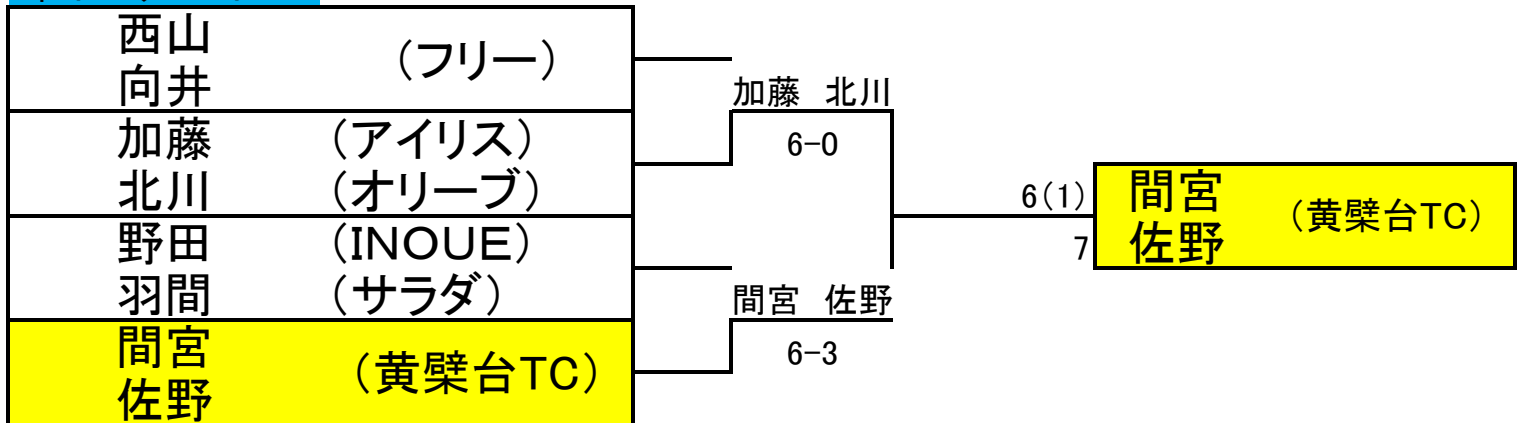 西山
向井 (フリー)
加藤 (アイリス)
北川 (オリーブ)
野田 (INOUE)
羽間 (サラダ)
間宮
佐野 (黄檗台TC)
加藤 北川
6-0
間宮 佐野
6-3
6(1)
7
間宮
佐野 (黄檗台TC)